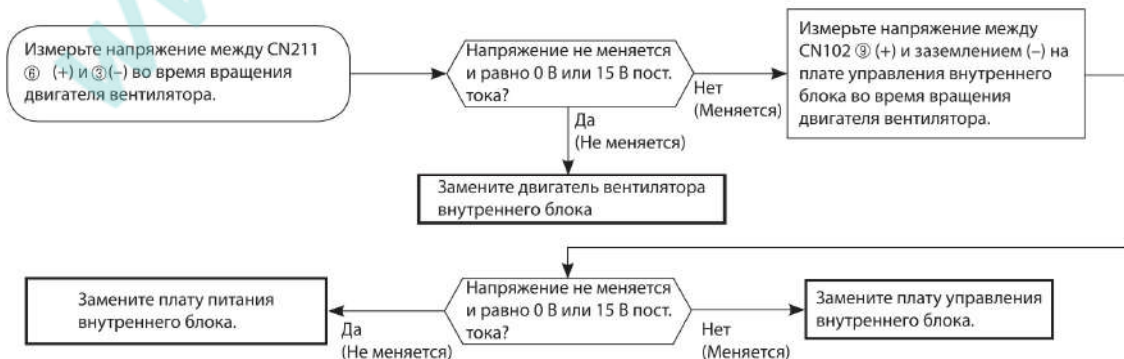 Измерьте напряжение между CN211
⑥ (+) и ③(−) во время вращения
двигателя вентилятора.
Напряжение не меняется
и равно 0 В или 15 В пост.
тока?
Нет
(Меняется)
Измерьте напряжение между
CN102 ⑨ (+) и заземлением (−) на
плате управления внутреннего
блока во время вращения
двигателя вентилятора.
Да
(Не меняется)
Замените двигатель вентилятора
внутреннего блока
Замените плату питания
внутреннего блока.
Да
(Не меняется)
Напряжение не меняется
и равно 0 В или 15 В пост.
тока?
Нет
(Меняется)
Замените плату управления
внутреннего блока.